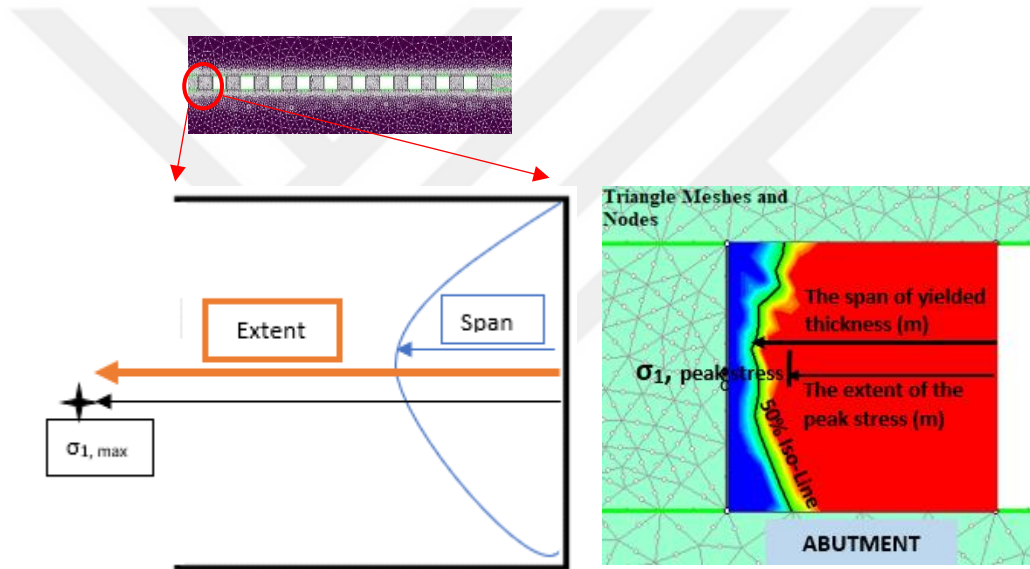 Extent
Span
σ1, max
Triangle Meshes and
Nodes
The span of yielded
thickness (m)
σ1, peak stress
The extent of the
peak stress (m)
50% Iso-Line
ABUTMENT